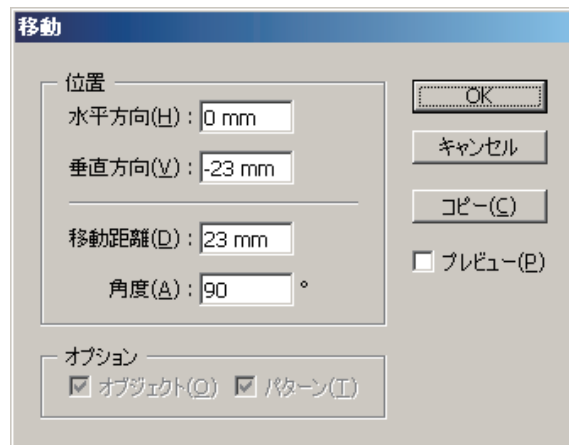 移動
位置
水平方向(H) : 0 mm
垂直方向(V) : -23 mm
移動距離(D) : 23 mm
角度(A) : 90 °
オプション
オブジェクト(O) パターン(T)
OK
キャンセル
コピー(C)
プレビュー(P)